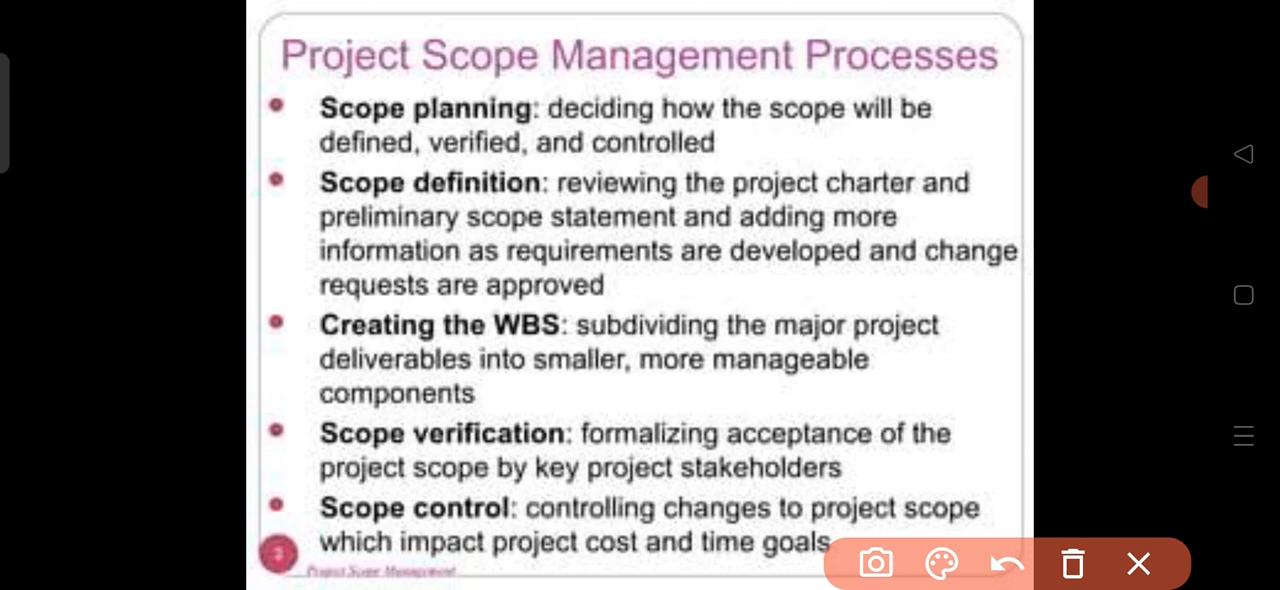 Project Scope Management Processes
Scope planning: deciding how the scope will be
defined, verified, and controlled
Scope definition: reviewing the project charter and
preliminary scope statement and adding more
information as requirements are developed and change
requests are approved
Creating the WBS: subdividing the major project
deliverables into smaller, more manageable
components
Scope verification: formalizing acceptance of the
project scope by key project stakeholders
Scope control: controlling changes to project scope
which impact project cost and time goals
3
Project Scope Management